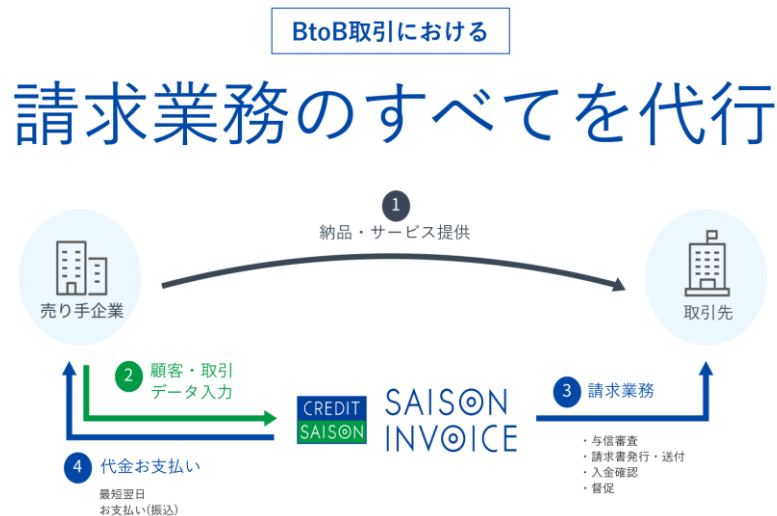 BtoB取引における
請求業務のすべてを代行
1
納品・サービス提供
売り手企業
取引先
2
顧客・取引
データ入力
CREDIT
SAISON
SAISON
INVOICE
3
請求業務
・与信審査
・請求書発行・送付
・入金確認
・督促
4
代金お支払い
最短翌日
お支払い(振込)